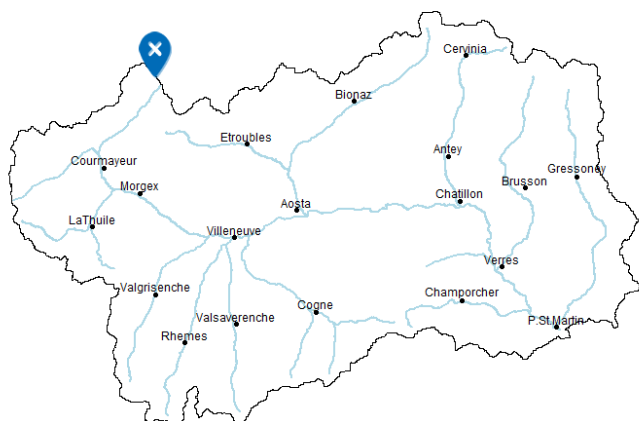 Cervinia
Bionaz
Etroubles
Antey
Courmayeur
Gressoney
Morgex
Brusson
Chatillon
Aosta
LaThuile
Villeneuve
Verres
Valgrisenche
Champorcher
Cogne
Valsaverenche
P.St.Martin
Rhemes